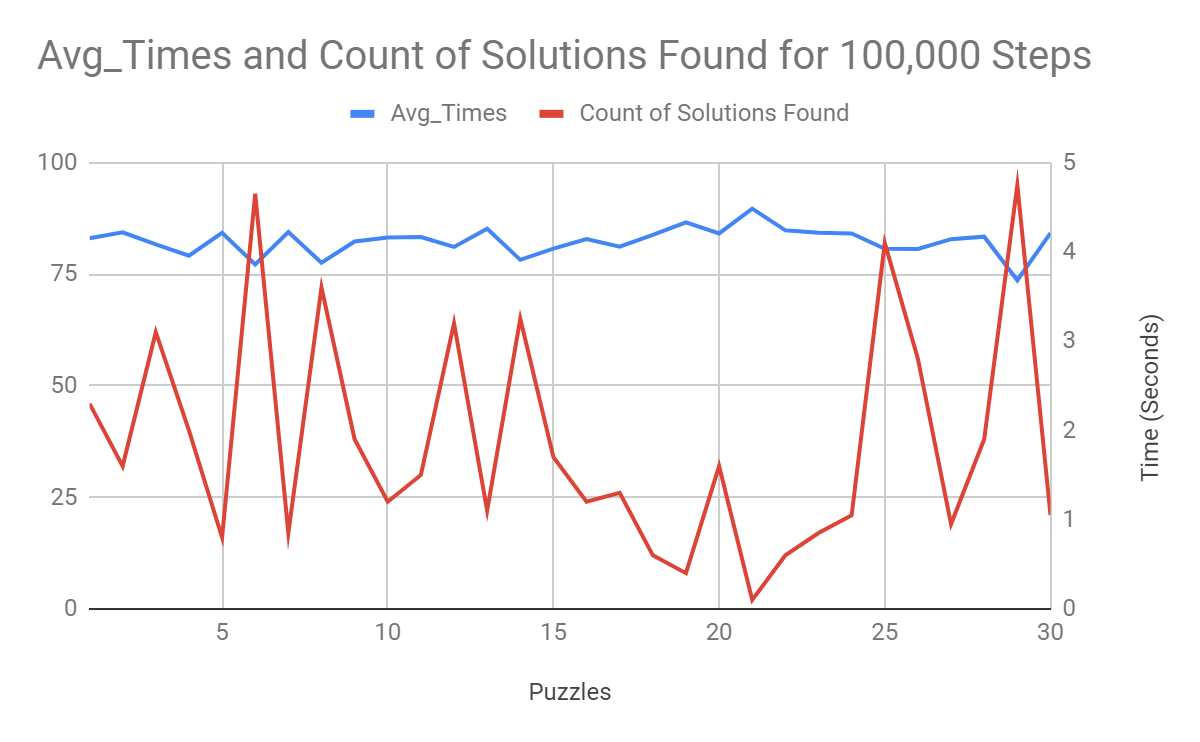 Avg_Times and Count of Solutions Found for 100,000 Steps
Avg_Times Count of Solutions Found
100 5
4
75
3
50
2
25
1
0 0
5 10 15 20 25 30
Time (Seconds)
Puzzles